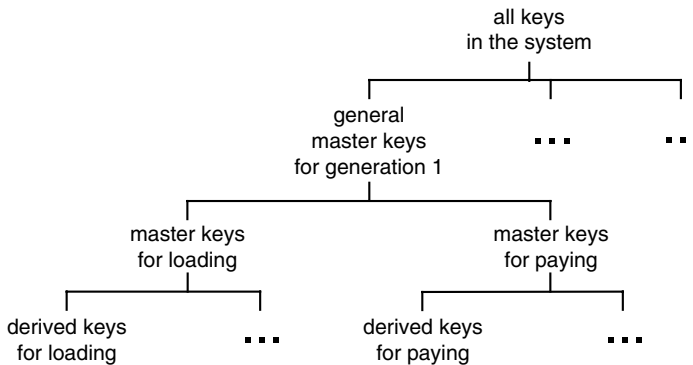 all keys
in the system
general
master keys
for generation 1
...
..
master keys
for loading
master keys
for paying
derived keys
for loading
...
derived keys
for paying
...